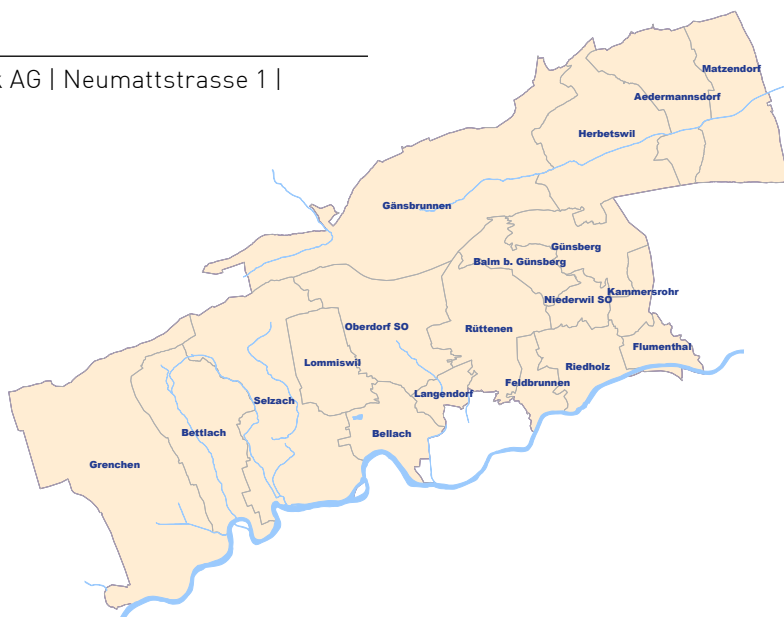 AG | Neumattstrasse 1 |
Matzendorf
Aedermannsdorf
Herbetswil
Gänsbrunnen
Günsberg
Balm b. Günsberg
Kammersrohr
Niederwil SO
Oberdorf SO
Rüttenen
Flumenthal
Lommiswil
Riedholz
Feldbrunnen
Langendorf
Selzach
Bettlach
Bellach
Grenchen